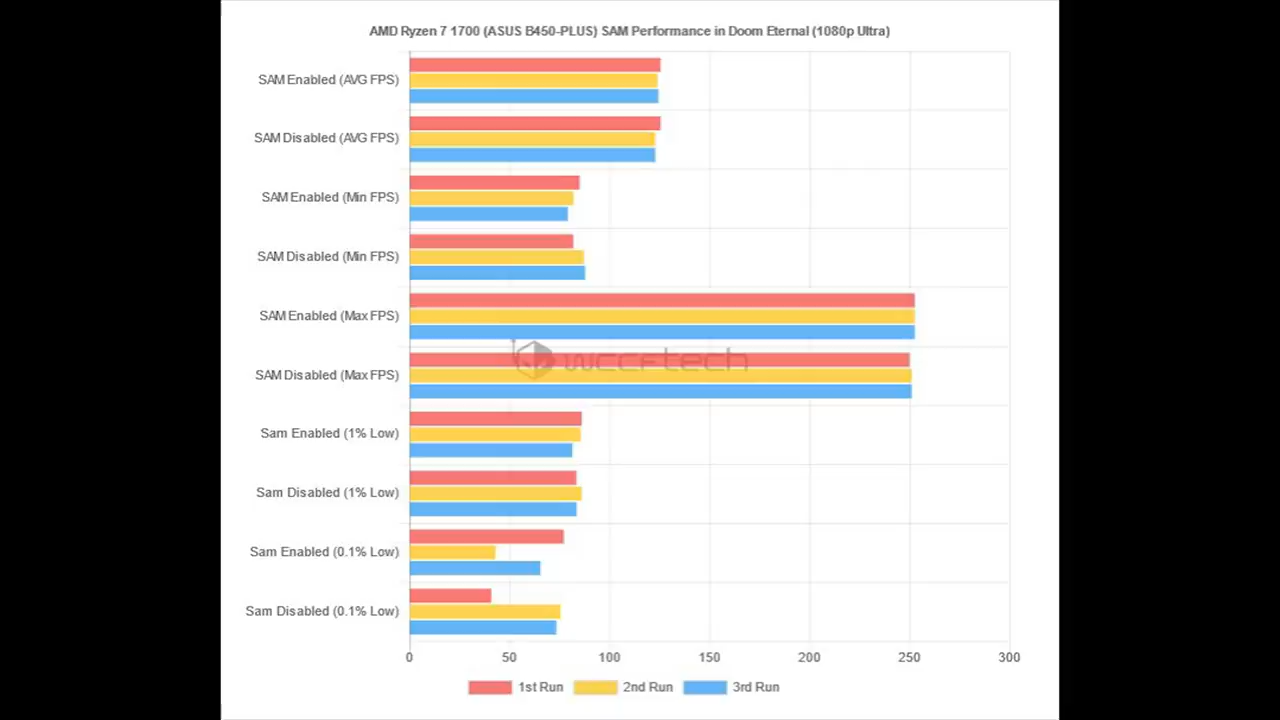 AMD Ryzen 7 1700 (ASUS B450-PLUS) SAM Performance in Doom Eternal (1080p Ultra)
SAM Enabled (AVG FPS)
SAM Disabled (AVG FPS)
SAM Enabled (Min FPS)
SAM Disabled (Min FPS)
SAM Enabled (Max FPS)
wccftech
SAM Disabled (Max FPS)
Sam Enabled (1% Low)
Sam Disabled (1% Low)
Sam Enabled (0.1% Low)
Sam Disabled (0.1% Low)
0 50 100 150 200 250 300
1st Run 2nd Run 3rd Run